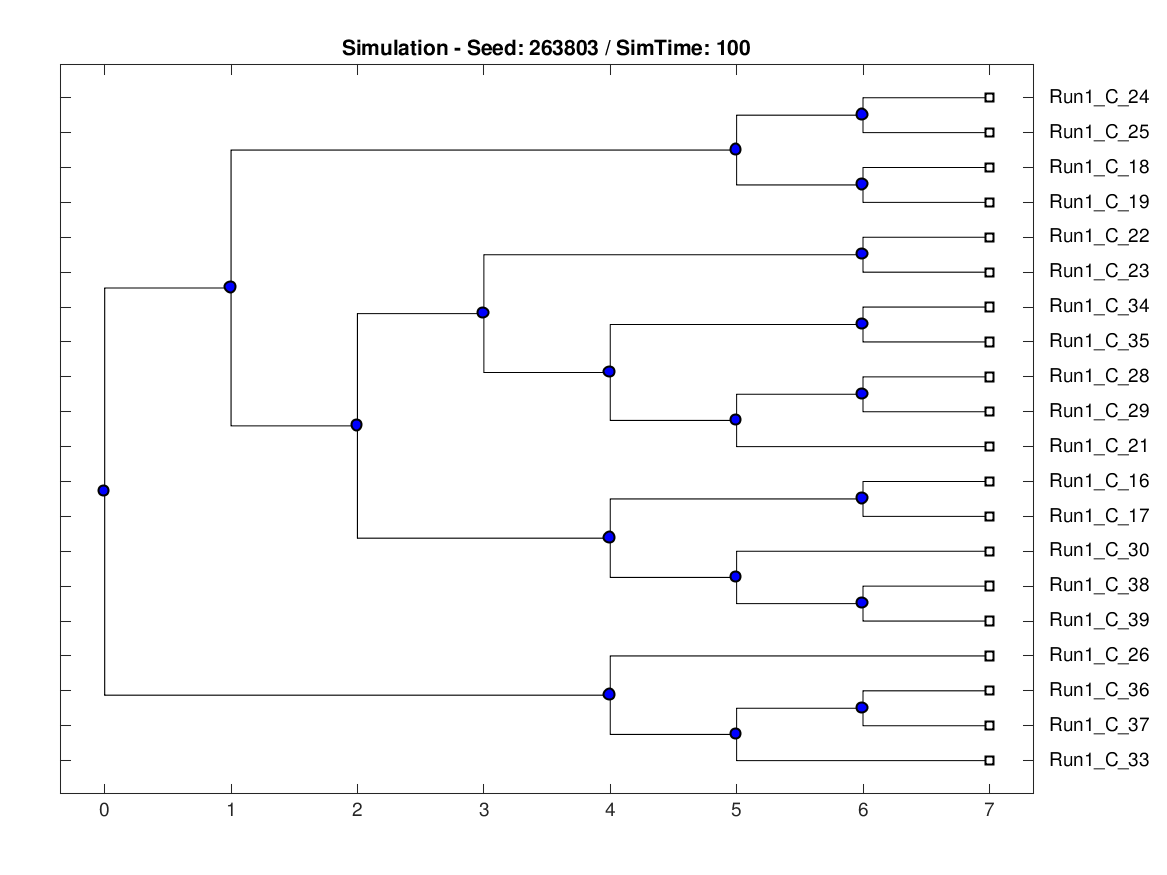 Simulation - Seed: 263803 / SimTime: 100
Run1_C_24
Run1_C_25
Run1_C_18
Run1_C_19
Run1_C_22
Run1_C_23
Run1_C_34
Run1_C_35
Run1_C_28
Run1_C_29
Run1_C_21
Run1_C_16
Run1_C_17
Run1_C_30
Run1_C_38
Run1_C_39
Run1_C_26
Run1_C_36
Run1_C_37
Run1_C_33
0 1 2 3 4 5 6 7